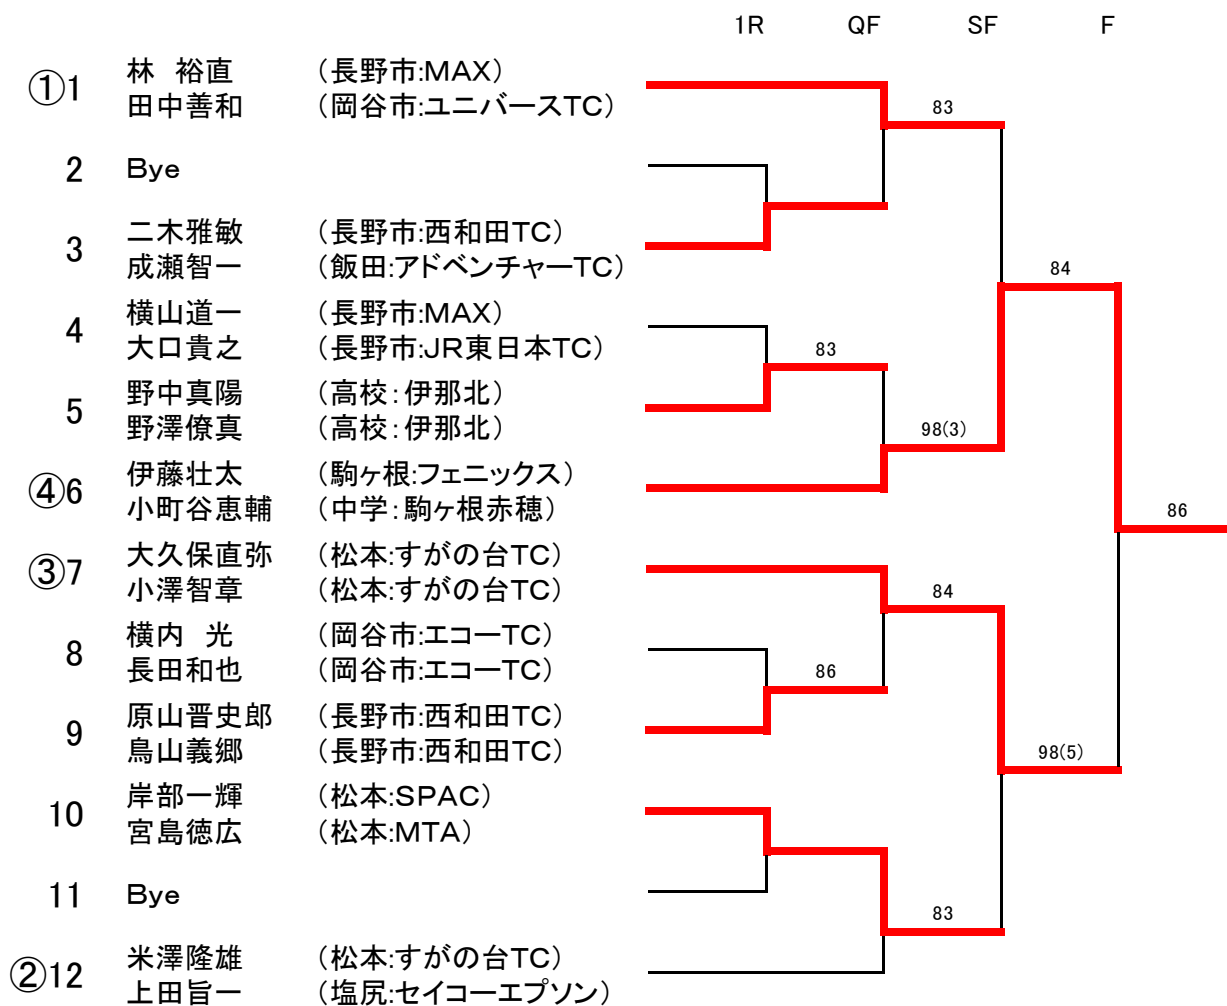 1R QF SF F
①1 林 裕直 (長野市:MAX)
田中善和 (岡谷市:ユニバースTC)
83
2 Bye
3 二木雅敏 (長野市:西和田TC)
成瀬智一 (飯田:アドベンチャーTC)
84
4 横山道一 (長野市:MAX)
大口貴之 (長野市:JR東日本TC)
83
5 野中真陽 (高校:伊那北)
野澤僚真 (高校:伊那北)
98(3)
④6 伊藤壮太 (駒ヶ根:フェニックス)
小町谷恵輔 (中学:駒ヶ根赤穂)
86
③7 大久保直弥 (松本:すがの台TC)
小澤智章 (松本:すがの台TC)
84
8 横内 光 (岡谷市:エコーTC)
長田和也 (岡谷市:エコーTC)
86
9 原山晋史郎 (長野市:西和田TC)
鳥山義郷 (長野市:西和田TC)
98(5)
10 岸部一輝 (松本:SPAC)
宮島徳広 (松本:MTA)
11 Bye
83
②12 米澤隆雄 (松本:すがの台TC)
上田旨一 (塩尻:セイコーエプソン)